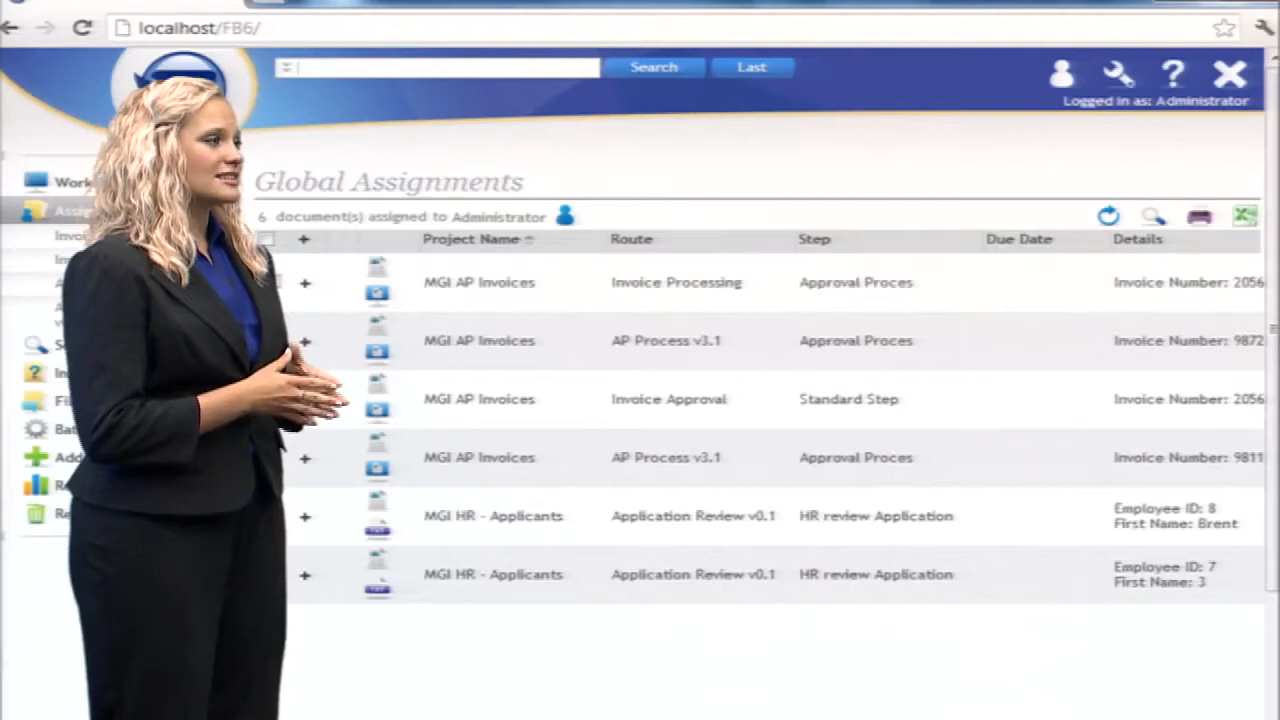 localhost/FB6/
Search Last
Logged in as: Administrator
Global Assignments
6 document(s) assigned to Administrator
Project Name Route Step Due Date Details
MGI AP Invoices Invoice Processing Approval Proces Invoice Number: 2056
MGI AP Invoices AP Process v3.1 Approval Proces Invoice Number: 9872
MGI AP Invoices Invoice Approval Standard Step Invoice Number: 2056
MGI AP Invoices AP Process v3.1 Approval Proces Invoice Number: 9811
MGI HR - Applicants Application Review v0.1 HR review Application Employee ID: 8
First Name: Brent
MGI HR - Applicants Application Review v0.1 HR review Application Employee ID: 7
First Name: 3